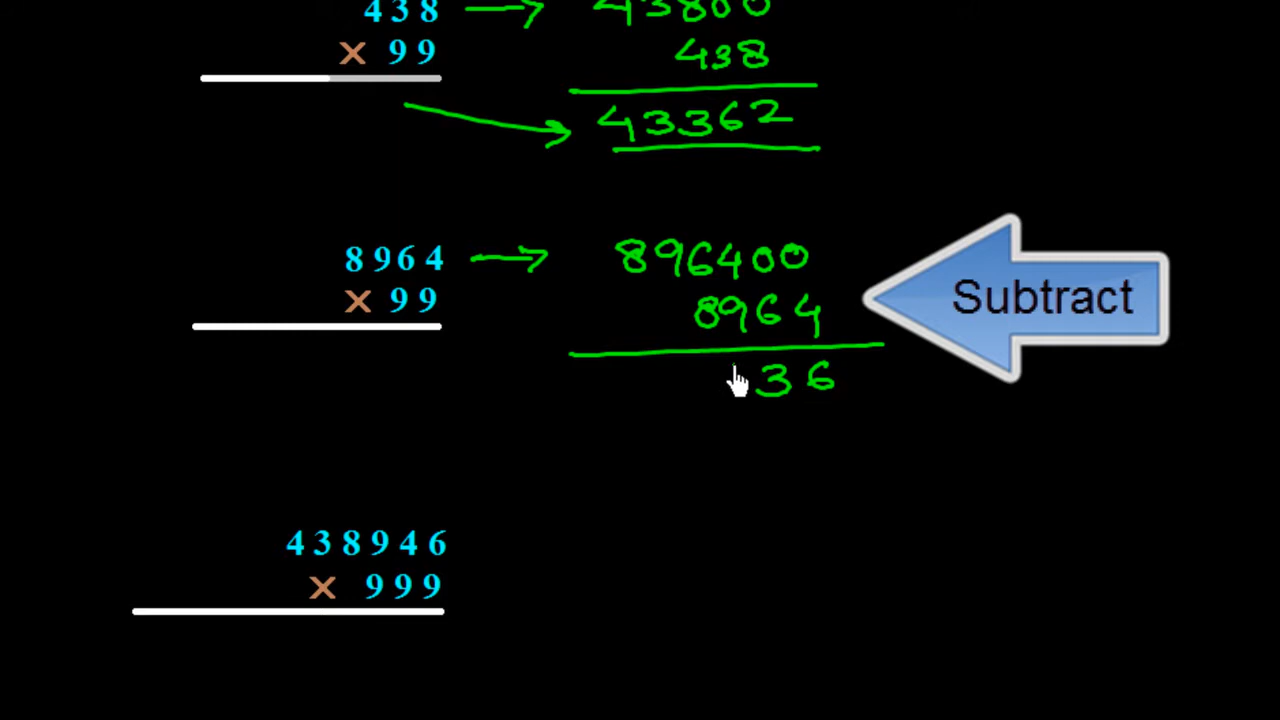 438 → 43800
× 99 438
43362
8964 → 896400
× 99 8964
Subtract
36
438946
× 999